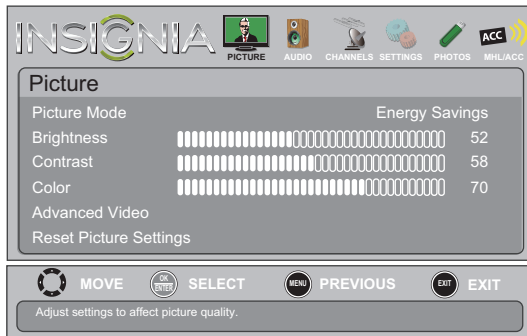 INSIGNIA
PICTURE AUDIO CHANNELS SETTINGS PHOTOS MHL/ACC
ACC
Picture
Picture Mode Energy Savings
Brightness 52
Contrast 58
Color 70
Advanced Video
Reset Picture Settings
MOVE OK ENTER SELECT MENU PREVIOUS EXIT EXIT
Adjust settings to affect picture quality.